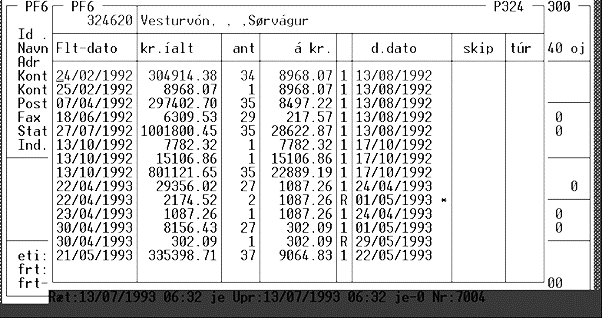 PF6 PF6 P324 300
324620 Vesturvón, , ,Sørvágur
Id .
Navn Flt-dato kr.íalt ant á kr. d.dato skip túr 40 oj
Adr
Kont 24/02/1992 304914.38 34 8968.07 1 13/08/1992
Kont 25/02/1992 8968.07 1 8968.07 1 13/08/1992
Post 07/04/1992 297402.70 35 8497.22 1 13/08/1992
Fax 18/06/1992 6309.53 29 217.57 1 13/08/1992 0
Stat 27/07/1992 1001800.45 35 28622.87 1 13/08/1992 0
Ind. 13/10/1992 7782.32 1 7782.32 1 17/10/1992
13/10/1992 15106.86 1 15106.86 1 17/10/1992
13/10/1992 801121.65 35 22889.19 1 17/10/1992
22/04/1993 29356.02 27 1087.26 1 24/04/1993 0
22/04/1993 2174.52 2 1087.26 R 01/05/1993 *
23/04/1993 1087.26 1 1087.26 1 24/04/1993 0
30/04/1993 8156.43 27 302.09 1 01/05/1993 0
30/04/1993 302.09 1 302.09 R 29/05/1993
eti: 21/05/1993 335398.71 37 9064.83 1 22/05/1993
frt:
frt- 00
Ræt:13/07/1993 06:32 je Upr:13/07/1993 06:32 je-0 Nr:7004